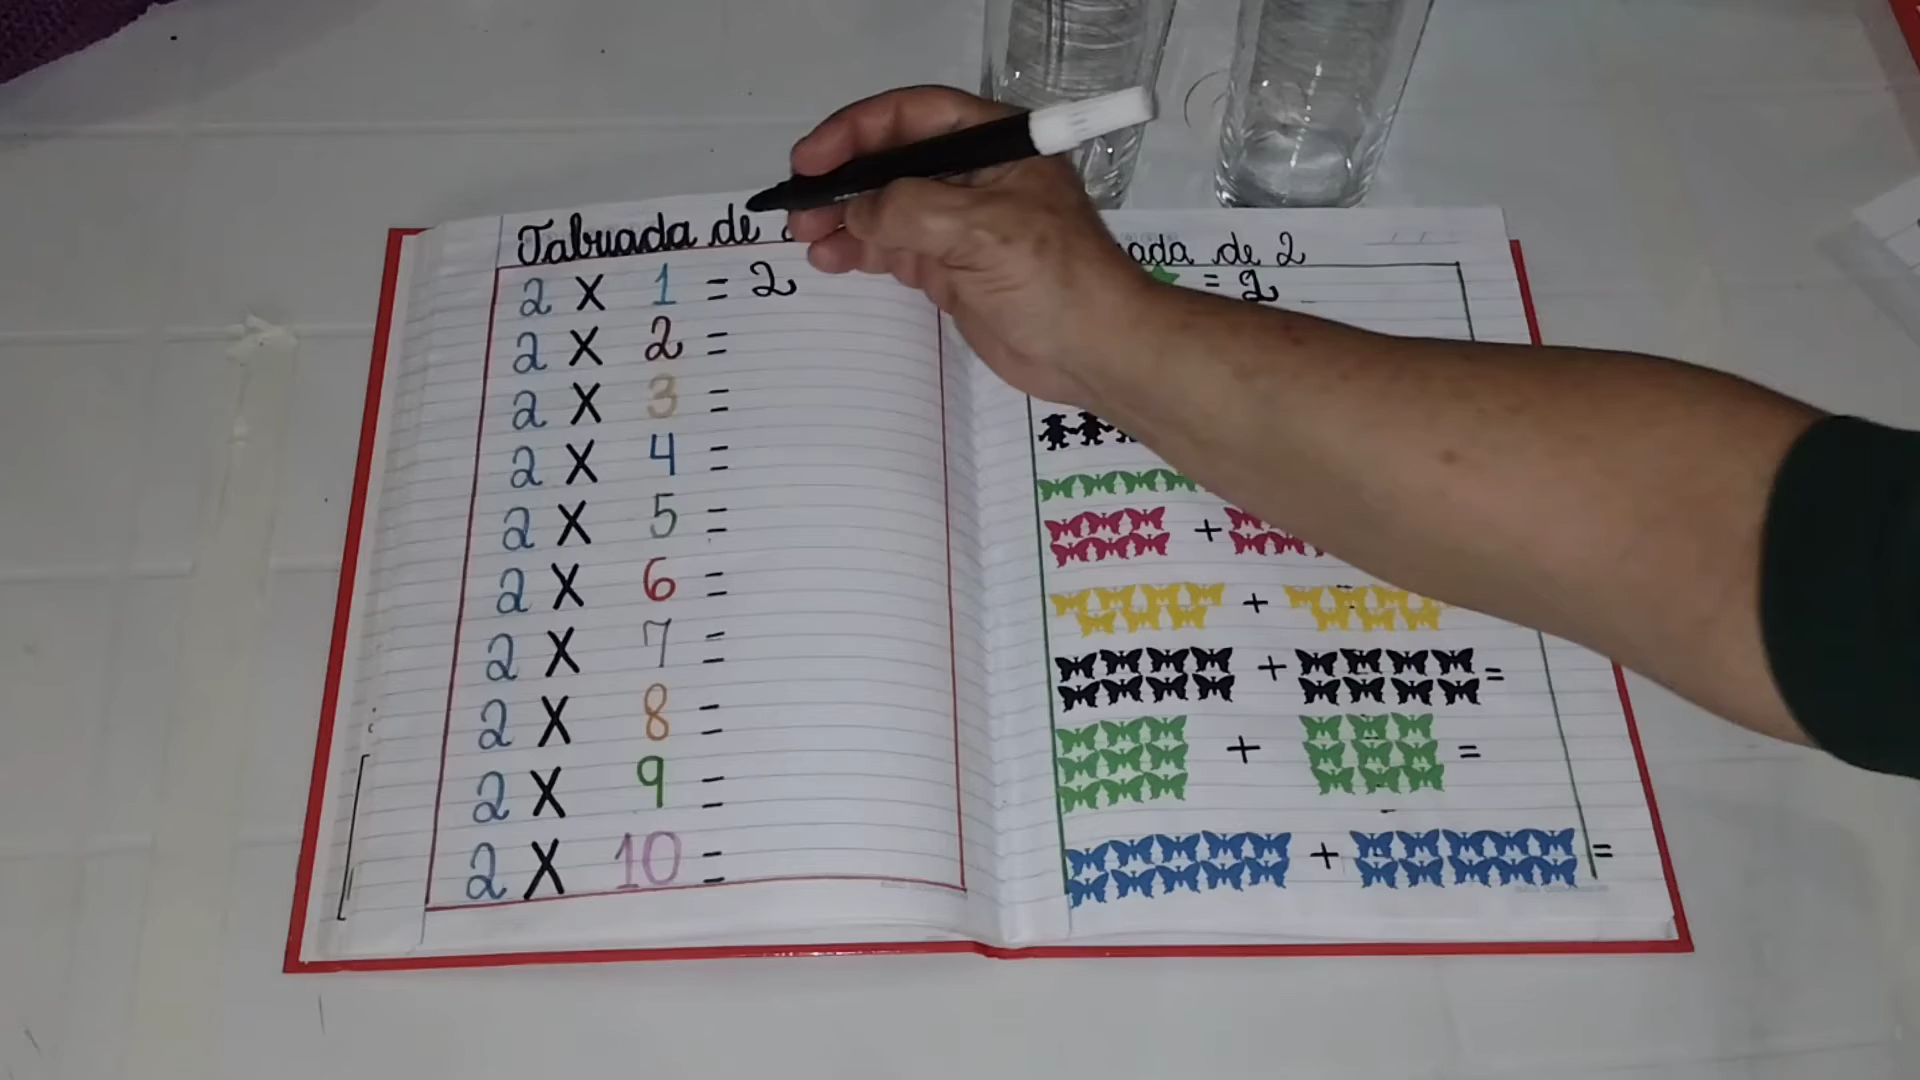 Tabuada de
2 X 1 = 2
2 X 2 =
2 X 3 =
2 X 4 =
2 X 5 =
2 X 6 =
2 X 7 =
2 X 8 =
2 X 9 =
2 X 10 =
uada de 2
= 2
+
+
+ =
+ =
+ =